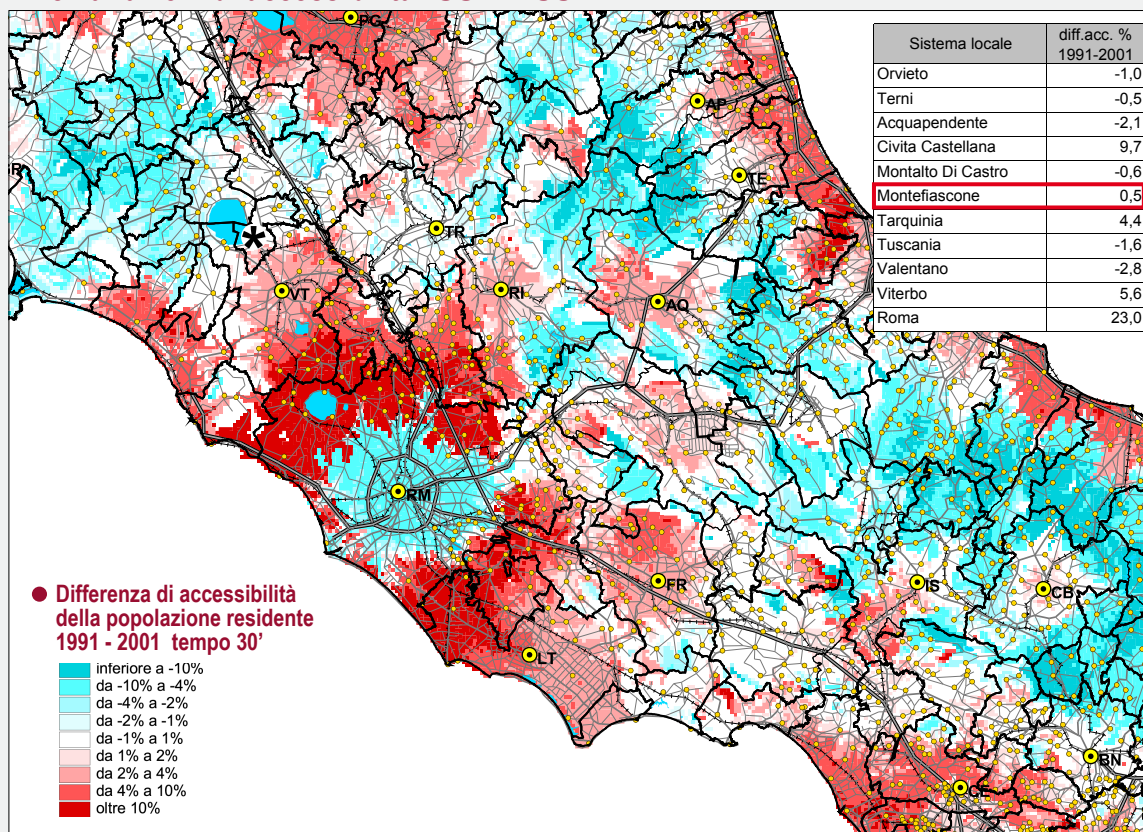 PG
AP
TE
TR
VT
RI
AQ
RM
FR
LT
IS
CB
BN
CE
*
Sistema locale
diff.acc. %
1991-2001
Orvieto -1,0
Terni -0,5
Acquapendente -2,1
Civita Castellana 9,7
Montalto Di Castro -0,6
Montefiascone 0,5
Tarquinia 4,4
Tuscania -1,6
Valentano -2,8
Viterbo 5,6
Roma 23,0
Differenza di accessibilità
della popolazione residente
1991 - 2001 tempo 30’
inferiore a -10%
da -10% a -4%
da -4% a -2%
da -2% a -1%
da -1% a 1%
da 1% a 2%
da 2% a 4%
da 4% a 10%
oltre 10%